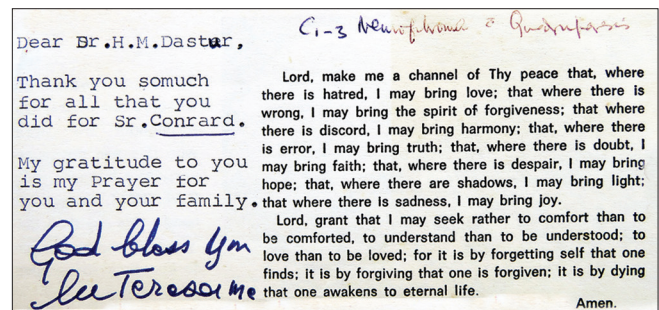 C1-3 Neurofibroma c Quadriparesis
Dear Dr.H.M.Dastur,
Thank you somuch
for all that you
did for Sr.Conrard.
My gratitude to you
is my Prayer for
you and your family.
God bless you
M Teresa mc
Lord, make me a channel of Thy peace that, where
there is hatred, I may bring love; that where there is
wrong, I may bring the spirit of forgiveness; that where
there is discord, I may bring harmony; that, where there
is error, I may bring truth; that, where there is doubt, I
may bring faith; that, where there is despair, I may bring
hope; that, where there are shadows, I may bring light;
that where there is sadness, I may bring joy.
Lord, grant that I may seek rather to comfort than to
be comforted, to understand than to be understood; to
love than to be loved; for it is by forgetting self that one
finds; it is by forgiving that one is forgiven; it is by dying
that one awakens to eternal life.
Amen.